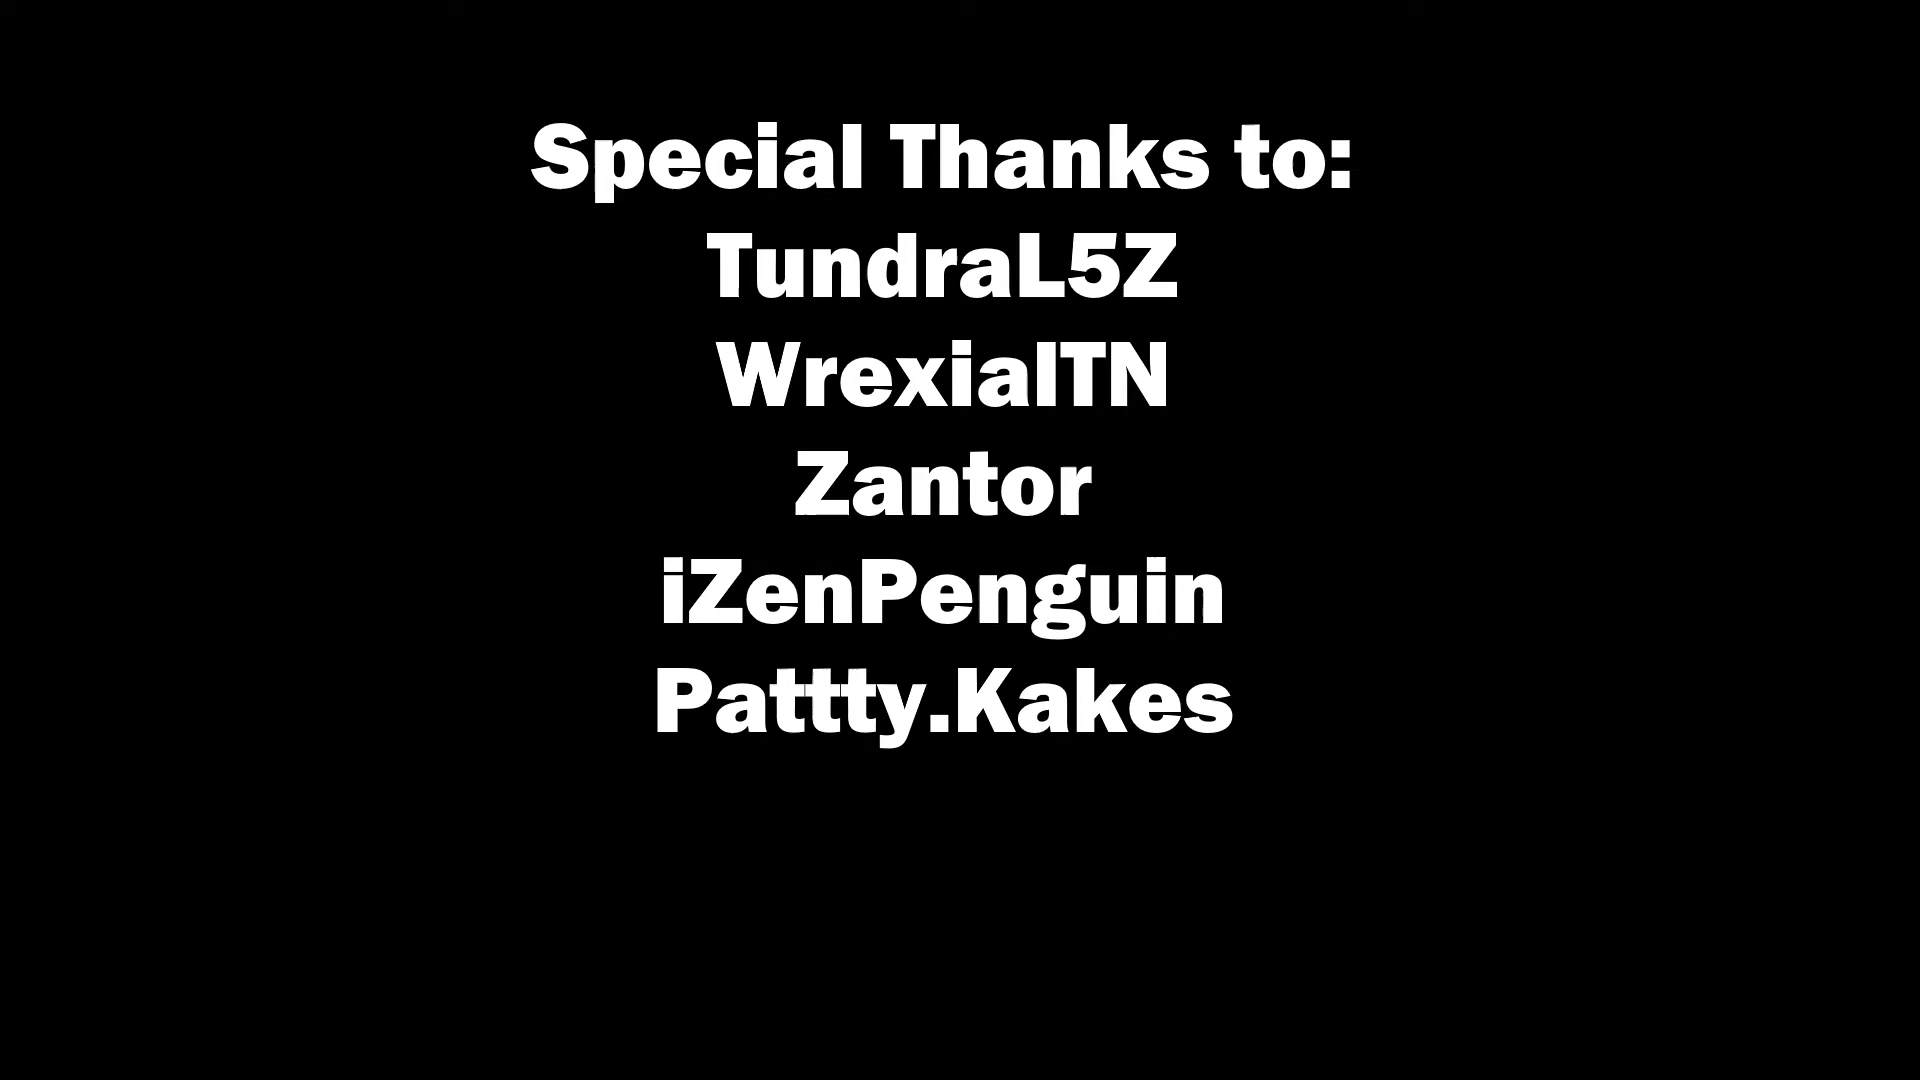 Special Thanks to:
TundraL5Z
WrexialTN
Zantor
iZenPenguin
Pattty.Kakes